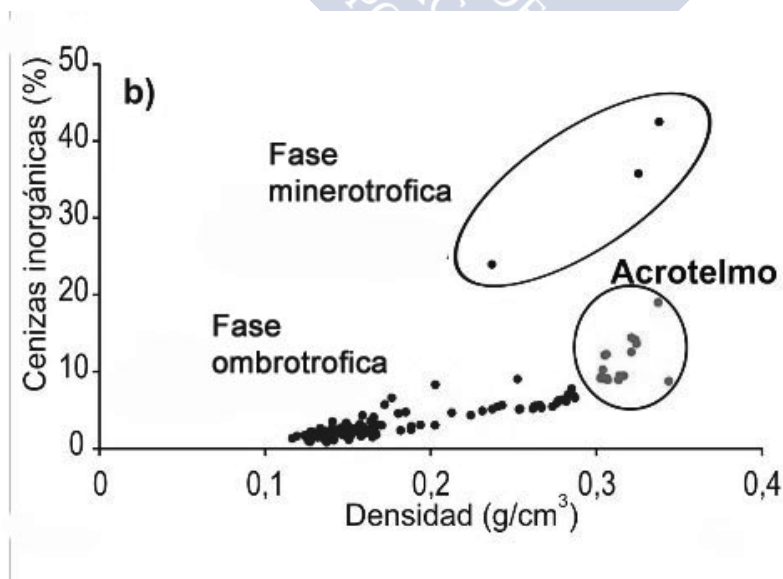 b)
Cenizas inorgánicas (%)
50
40
30
20
10
0
Fase
minerotrofica
Acrotelmo
Fase
ombrotrofica
0
0,1
0,2
0,3
0,4
Densidad (g/cm³)